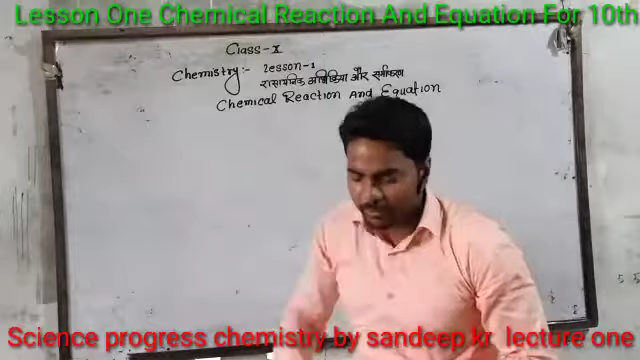 Lesson One Chemical Reaction And Equation For 10th
Class-X
Chemistry:- Lesson-1
रासायनिक अभिक्रिया और समीकरण
Chemical Reaction And Equation
Science progress chemistry by sandeep kr lecture one